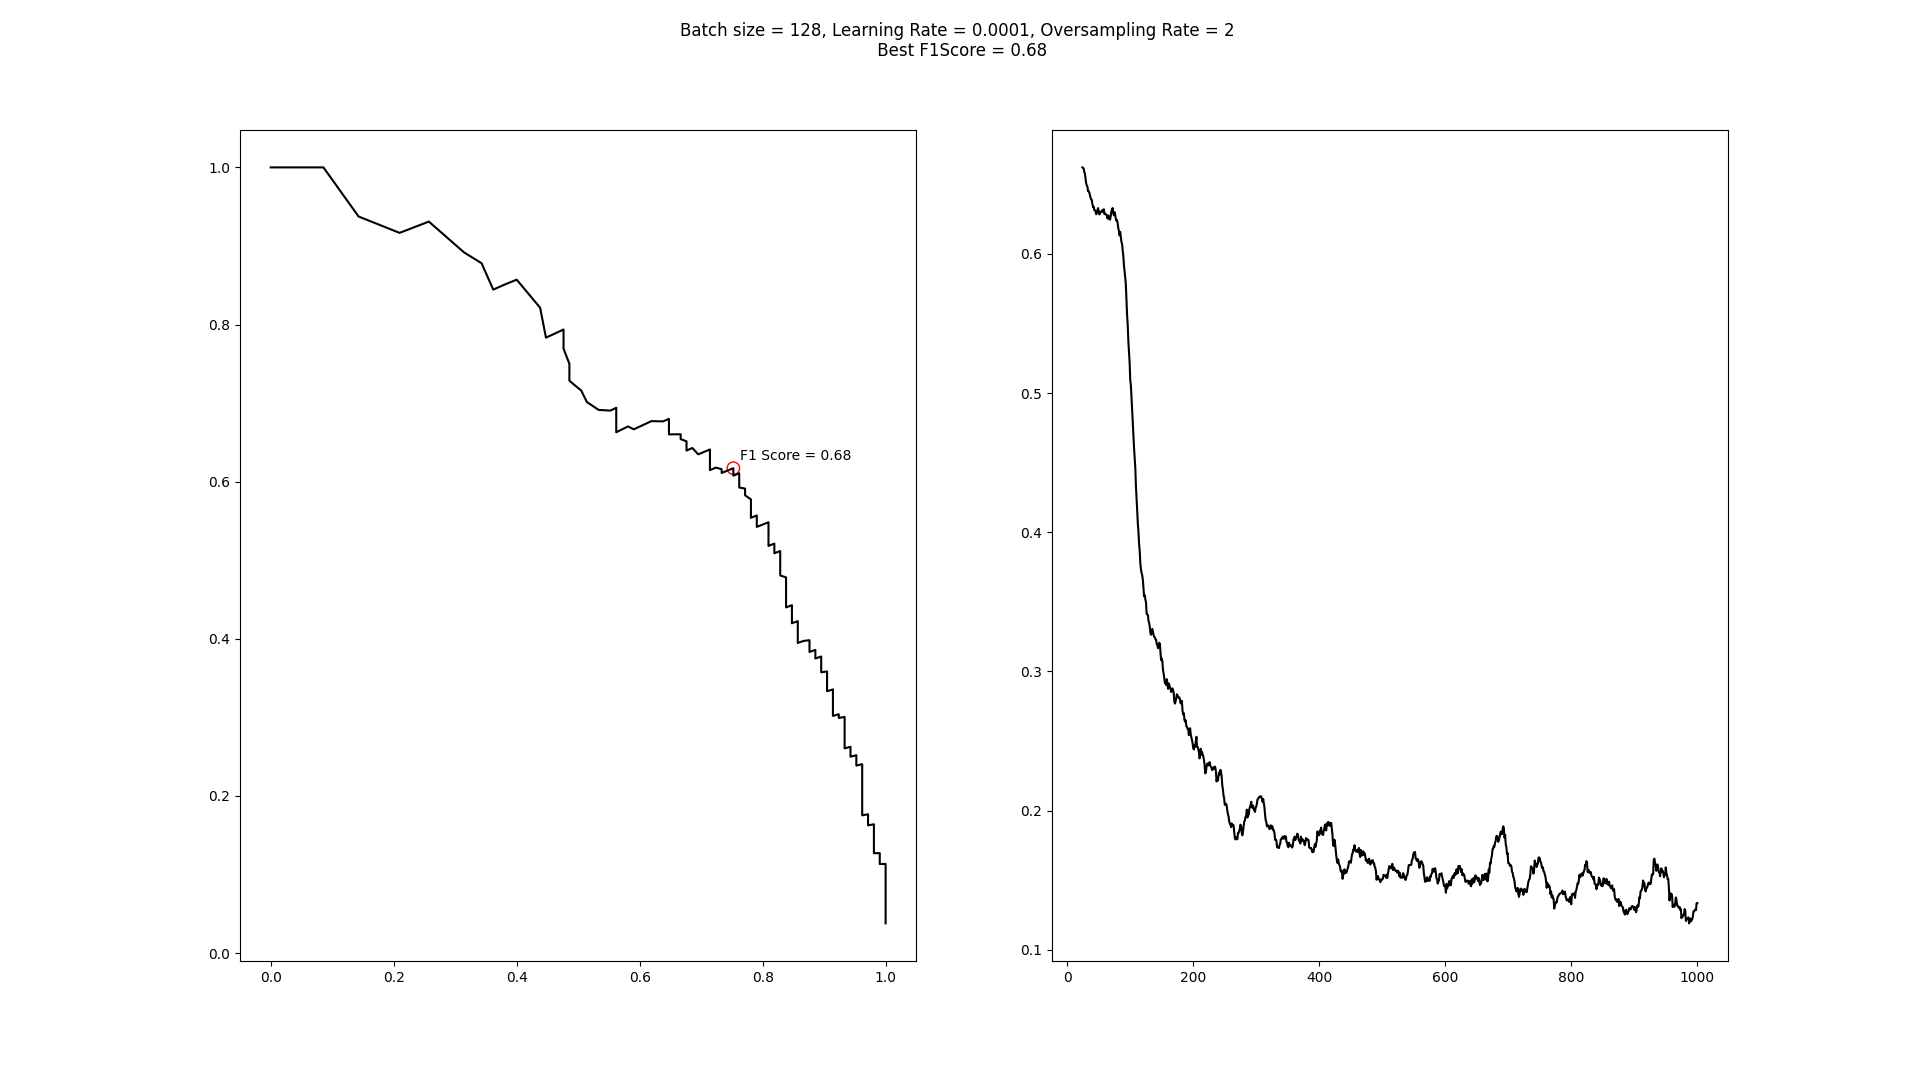 Batch size = 128, Learning Rate = 0.0001, Oversampling Rate = 2
Best F1Score = 0.68
1.0
0.8
0.6
0.4
0.2
0.0
F1 Score = 0.68
0.0 0.2 0.4 0.6 0.8 1.0
0.6
0.5
0.4
0.3
0.2
0.1
0 200 400 600 800 1000